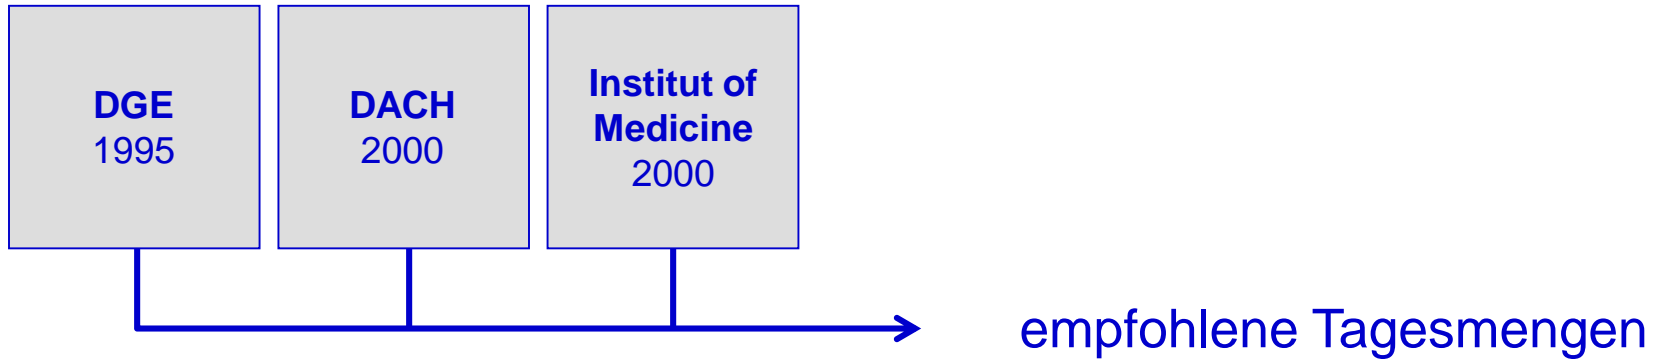 DGE
1995
DACH
2000
Institut of
Medicine
2000
empfohlene Tagesmengen